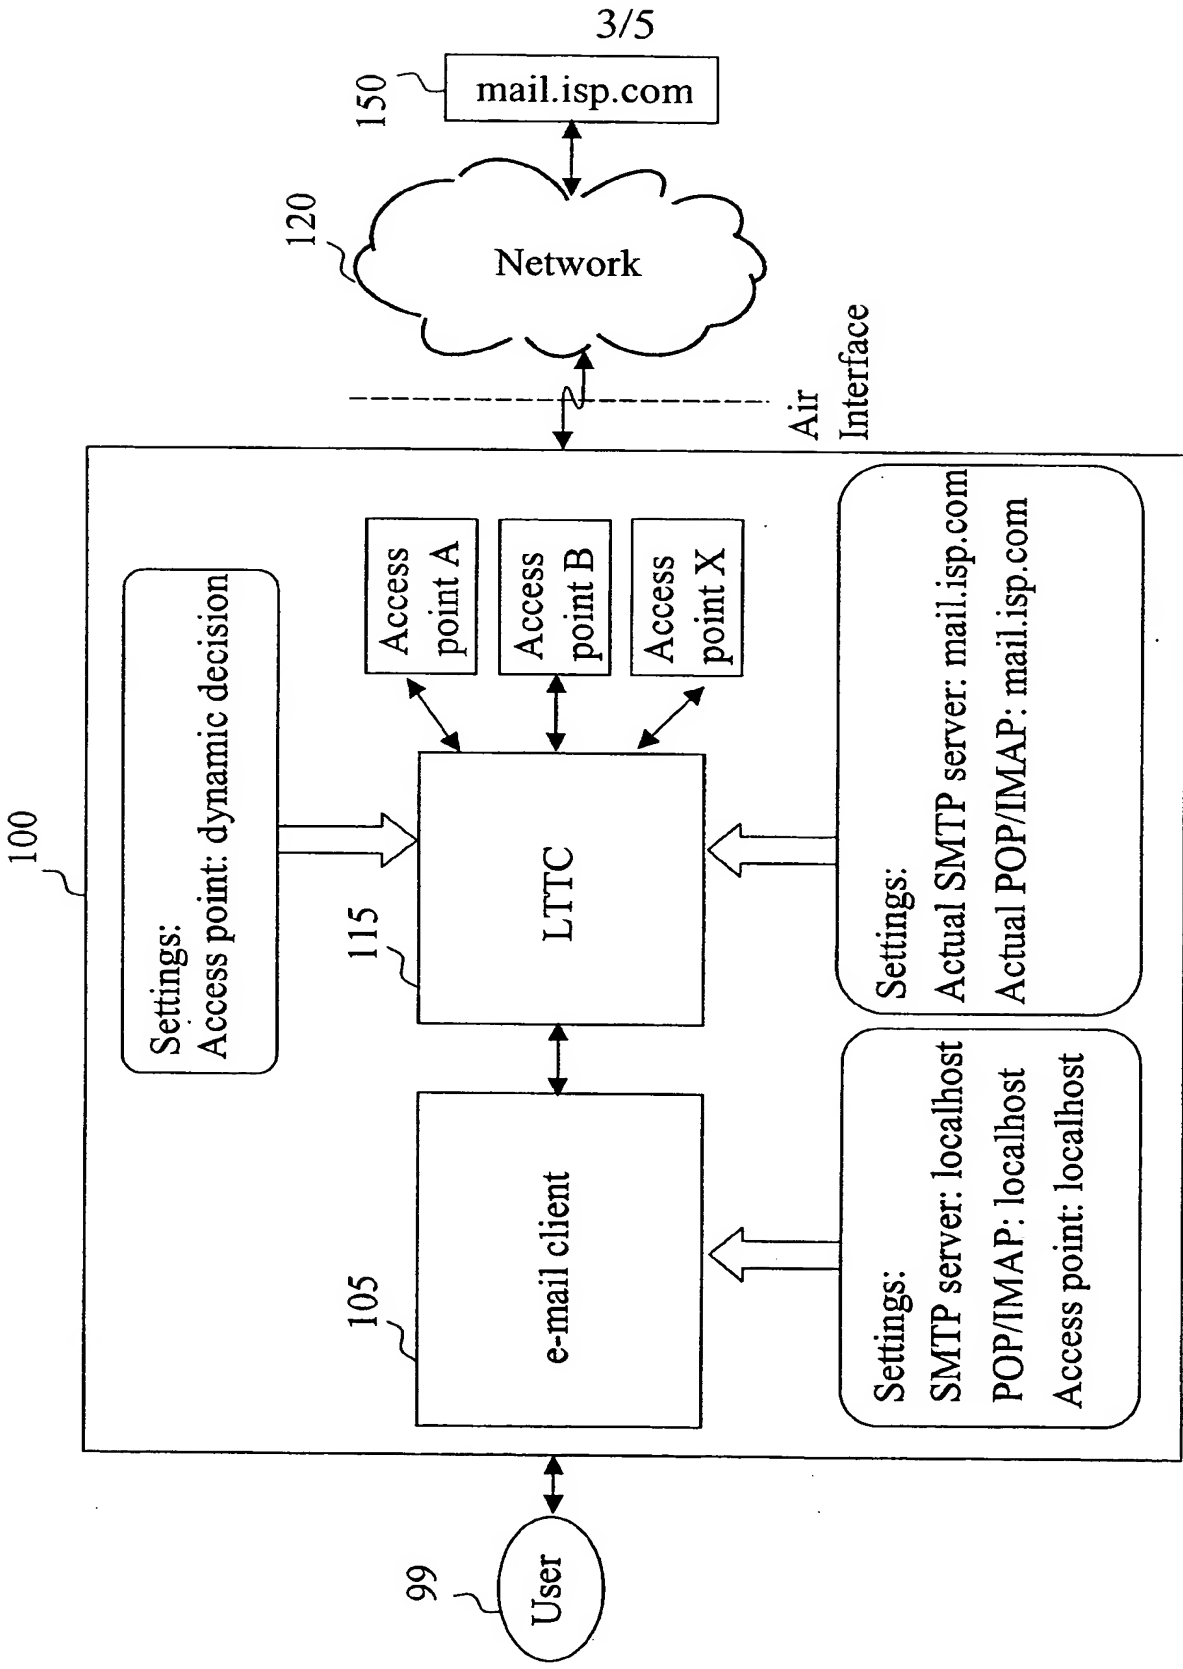 3/5
100
Settings:
Access point: dynamic decision
99
User
105
e-mail client
115
LTTC
Access
point A
Access
point B
Access
point X
120
Network
150
mail.isp.com
Air
Interface
Settings:
SMTP server: localhost
POP/IMAP: localhost
Access point: localhost
Settings:
Actual SMTP server: mail.isp.com
Actual POP/IMAP: mail.isp.com